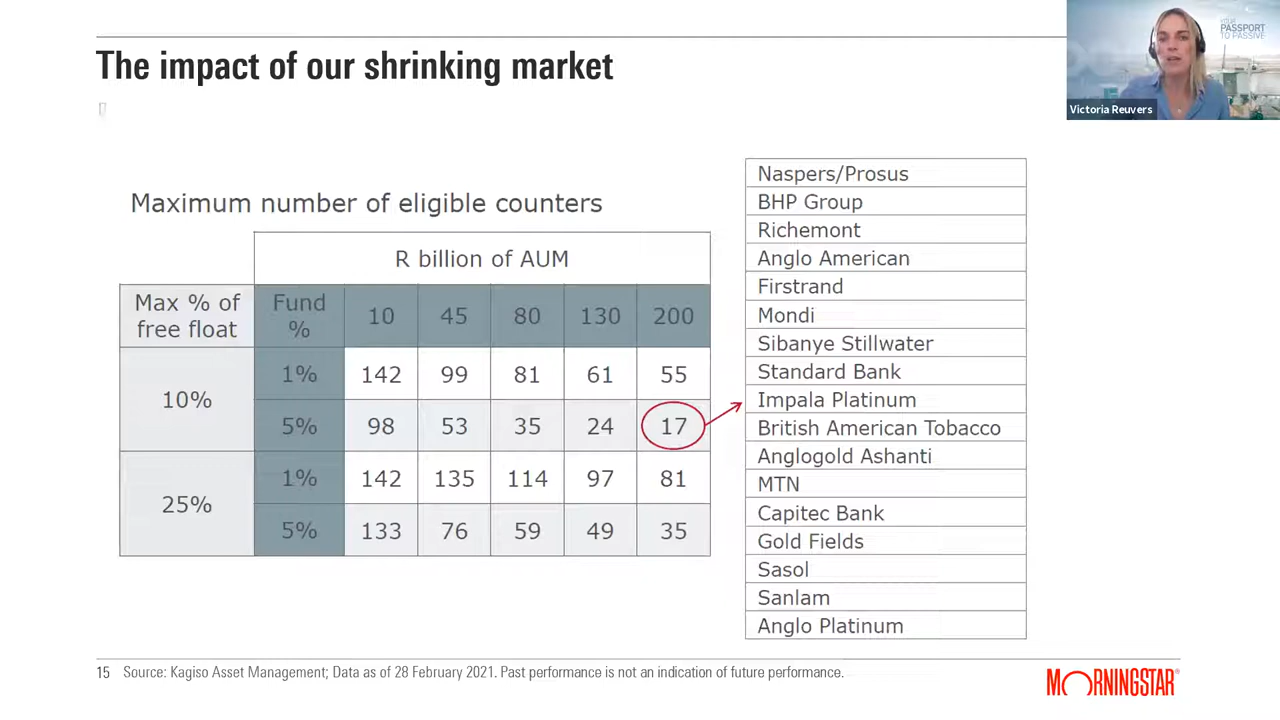 The impact of our shrinking market
YOUR
PASSPORT
TO PASSIVE
Victoria Reuvers
Maximum number of eligible counters
R billion of AUM
Max % of free float Fund % 10 45 80 130 200
10% 1% 142 99 81 61 55
5% 98 53 35 24 17
25% 1% 142 135 114 97 81
5% 133 76 59 49 35
Naspers/Prosus
BHP Group
Richemont
Anglo American
Firstrand
Mondi
Sibanye Stillwater
Standard Bank
Impala Platinum
British American Tobacco
Anglogold Ashanti
MTN
Capitec Bank
Gold Fields
Sasol
Sanlam
Anglo Platinum
15 Source: Kagiso Asset Management; Data as of 28 February 2021. Past performance is not an indication of future performance.
MORNINGSTAR®